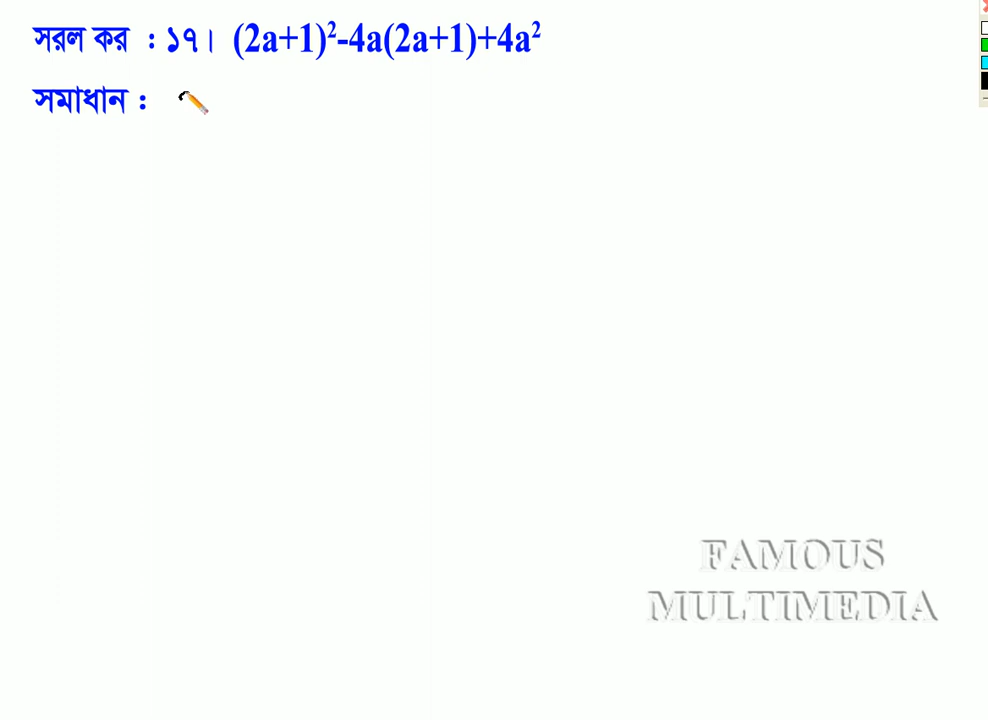 সরল কর : ১৭। (2a+1)²-4a(2a+1)+4a²
সমাধান :
FAMOUS
MULTIMEDIA